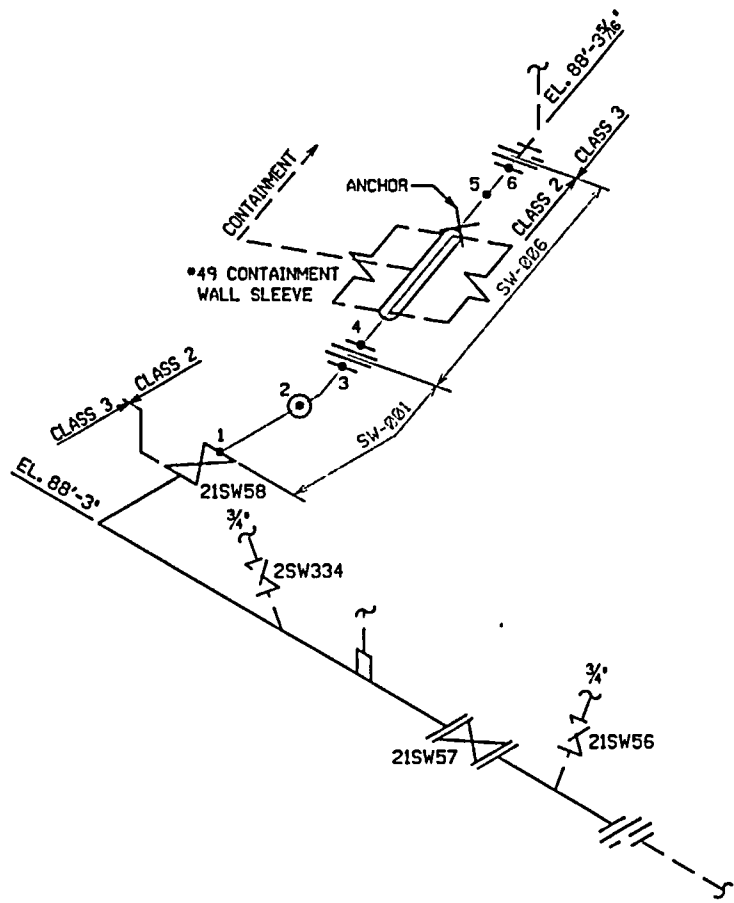 EL. 88'-3 5/16"
CLASS 3
CLASS 2
5
6
ANCHOR
CONTAINMENT
SW-006
*49 CONTAINMENT
WALL SLEEVE
4
3
CLASS 2
CLASS 3
2
SW-001
1
EL. 88'-3"
21SW58
3/4"
2SW334
3/4"
21SW56
21SW57